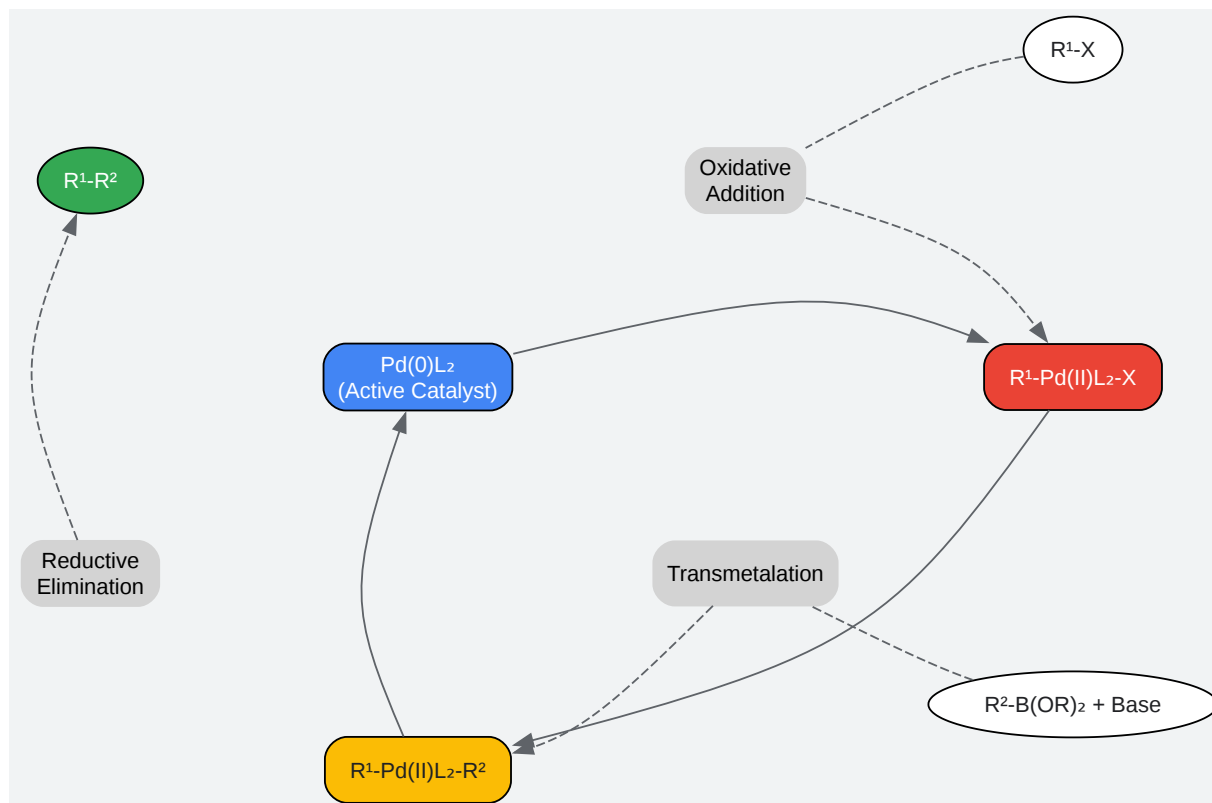 R¹-X
Oxidative
Addition
R¹-R²
Pd(0)L₂
(Active Catalyst)
R¹-Pd(II)L₂-X
Reductive
Elimination
Transmetalation
R²-B(OR)₂ + Base
R¹-Pd(II)L₂-R²